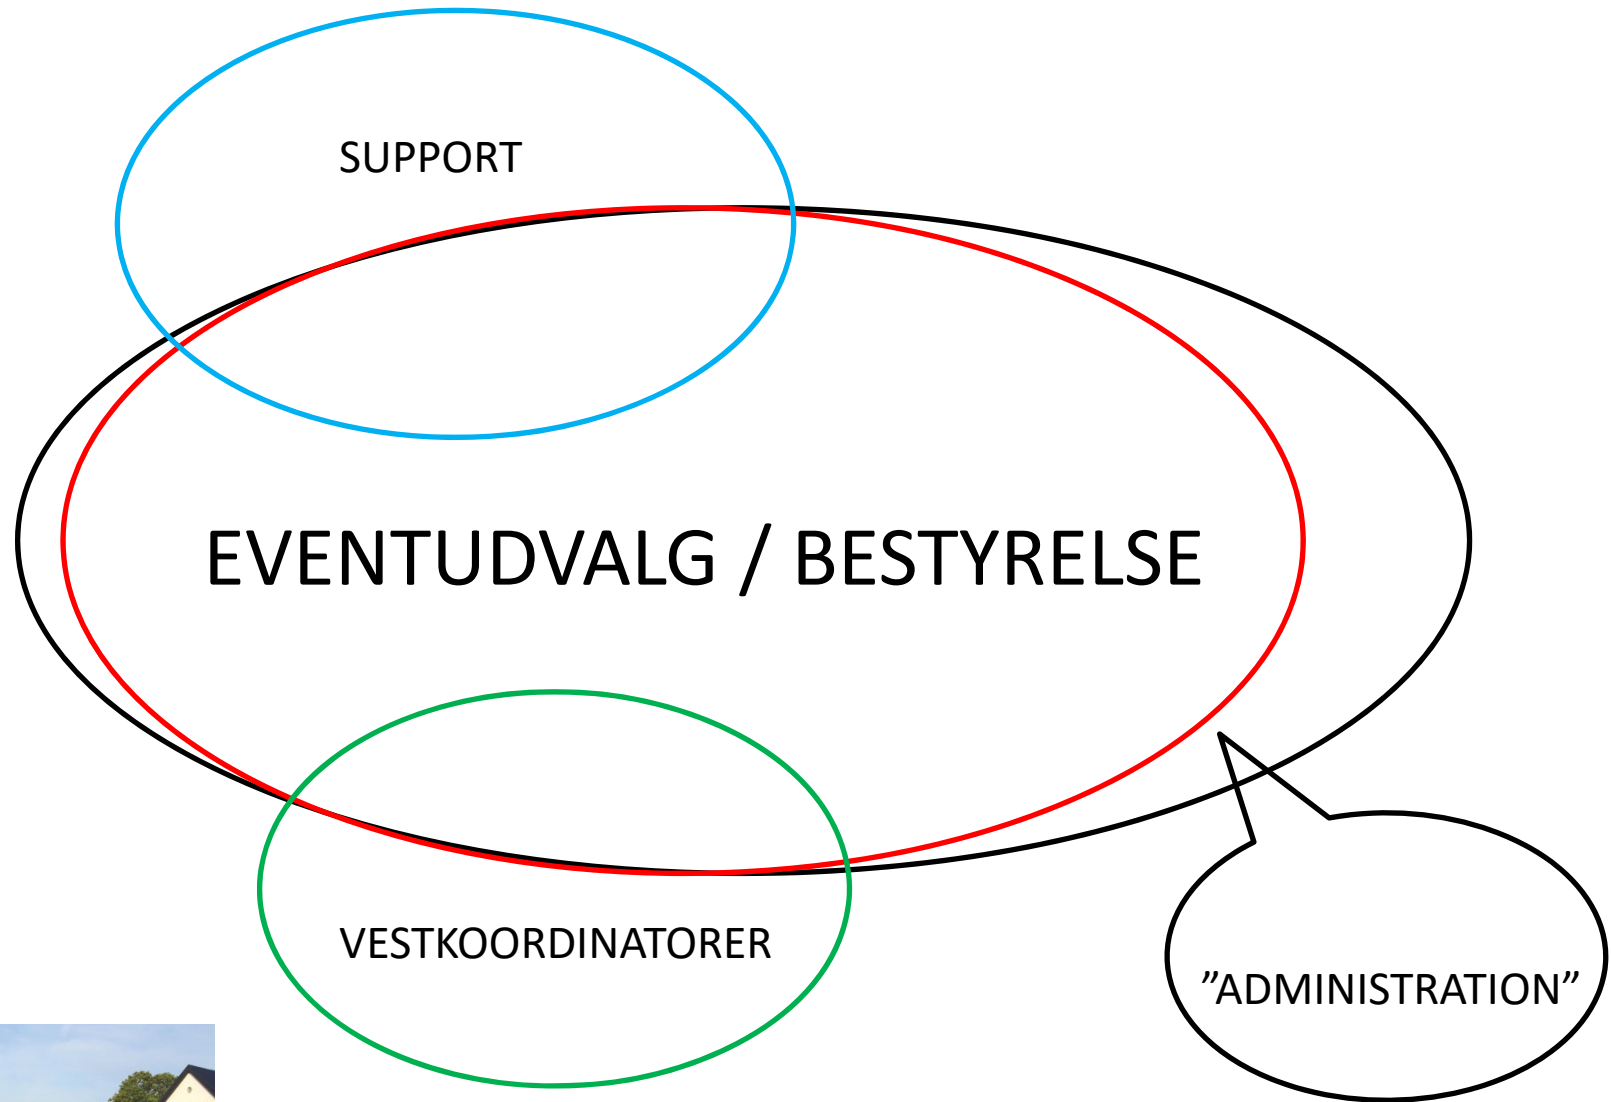 SUPPORT
EVENTUDVALG / BESTYRELSE
VESTKOORDINATORER
”ADMINISTRATION”